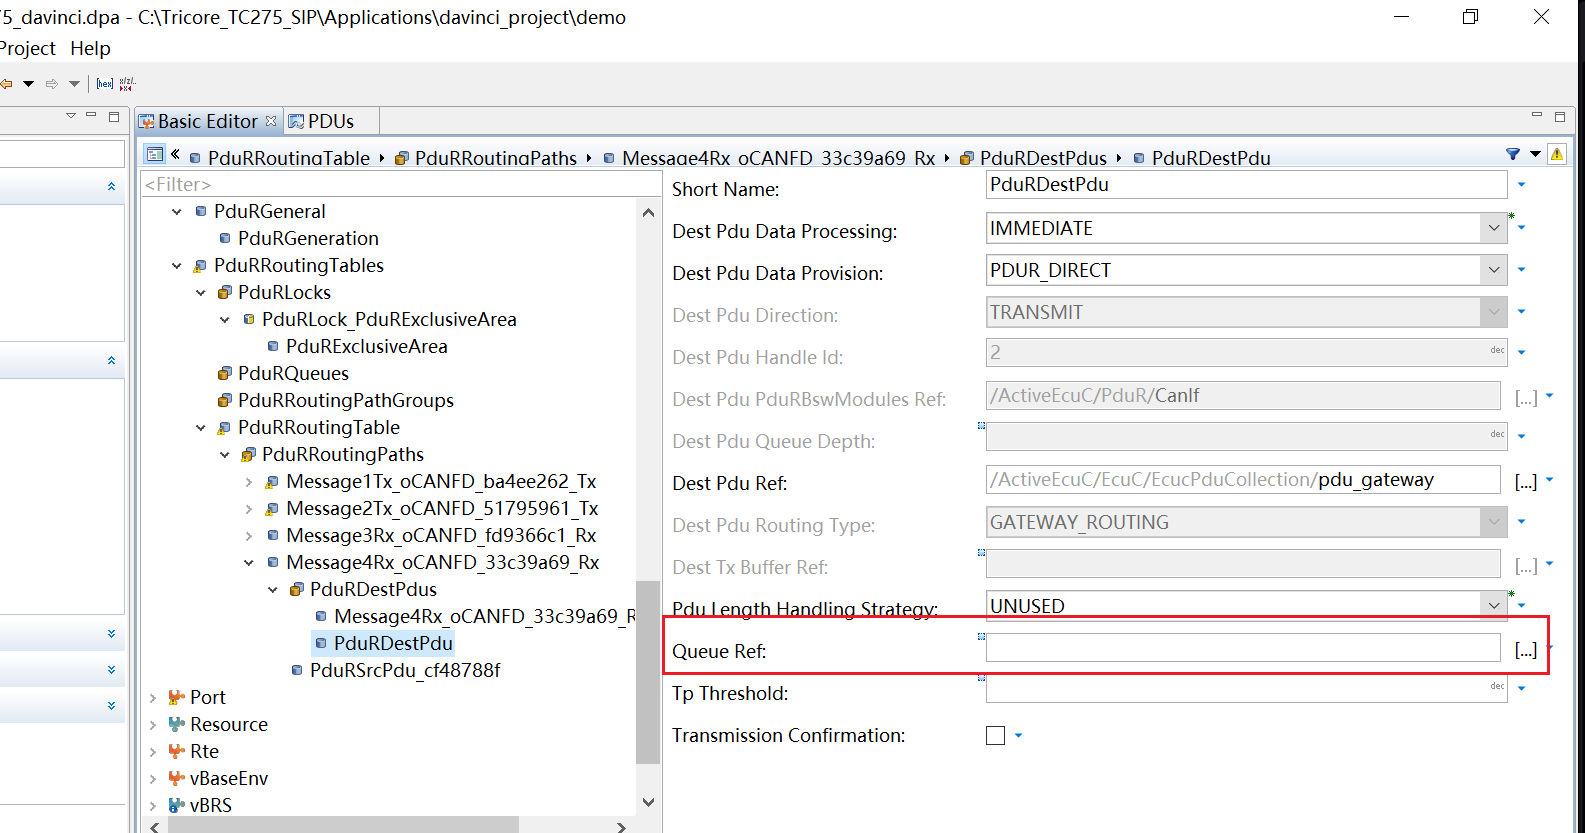 75_davinci.dpa - C:\Tricore_TC275_SIP\Applications\davinci_project\demo
Project Help
[hex]
Basic Editor PDUs
PduRRoutingTable PduRRoutingPaths Message4Rx_oCANFD_33c39a69_Rx PduRDestPdus PduRDestPdu
<Filter>
PduRGeneral
PduRGeneration
PduRRoutingTables
PduRLocks
PduRLock_PduRExclusiveArea
PduRExclusiveArea
PduRQueues
PduRRoutingPathGroups
PduRRoutingTable
PduRRoutingPaths
Message1Tx_oCANFD_ba4ee262_Tx
Message2Tx_oCANFD_51795961_Tx
Message3Rx_oCANFD_fd9366c1_Rx
Message4Rx_oCANFD_33c39a69_Rx
PduRDestPdus
Message4Rx_oCANFD_33c39a69_R
PduRDestPdu
PduRSrcPdu_cf48788f
Port
Resource
Rte
vBaseEnv
vBRS
Short Name: PduRDestPdu
Dest Pdu Data Processing: IMMEDIATE
Dest Pdu Data Provision: PDUR_DIRECT
Dest Pdu Direction: TRANSMIT
Dest Pdu Handle Id: 2 dec
Dest Pdu PduRBswModules Ref: /ActiveEcuC/PduR/CanIf [...]
Dest Pdu Queue Depth: dec
Dest Pdu Ref: /ActiveEcuC/EcuC/EcucPduCollection/pdu_gateway [...]
Dest Pdu Routing Type: GATEWAY_ROUTING
Dest Tx Buffer Ref: [...]
Pdu Length Handling Strategy: UNUSED
Queue Ref: [...]
Tp Threshold: dec
Transmission Confirmation: